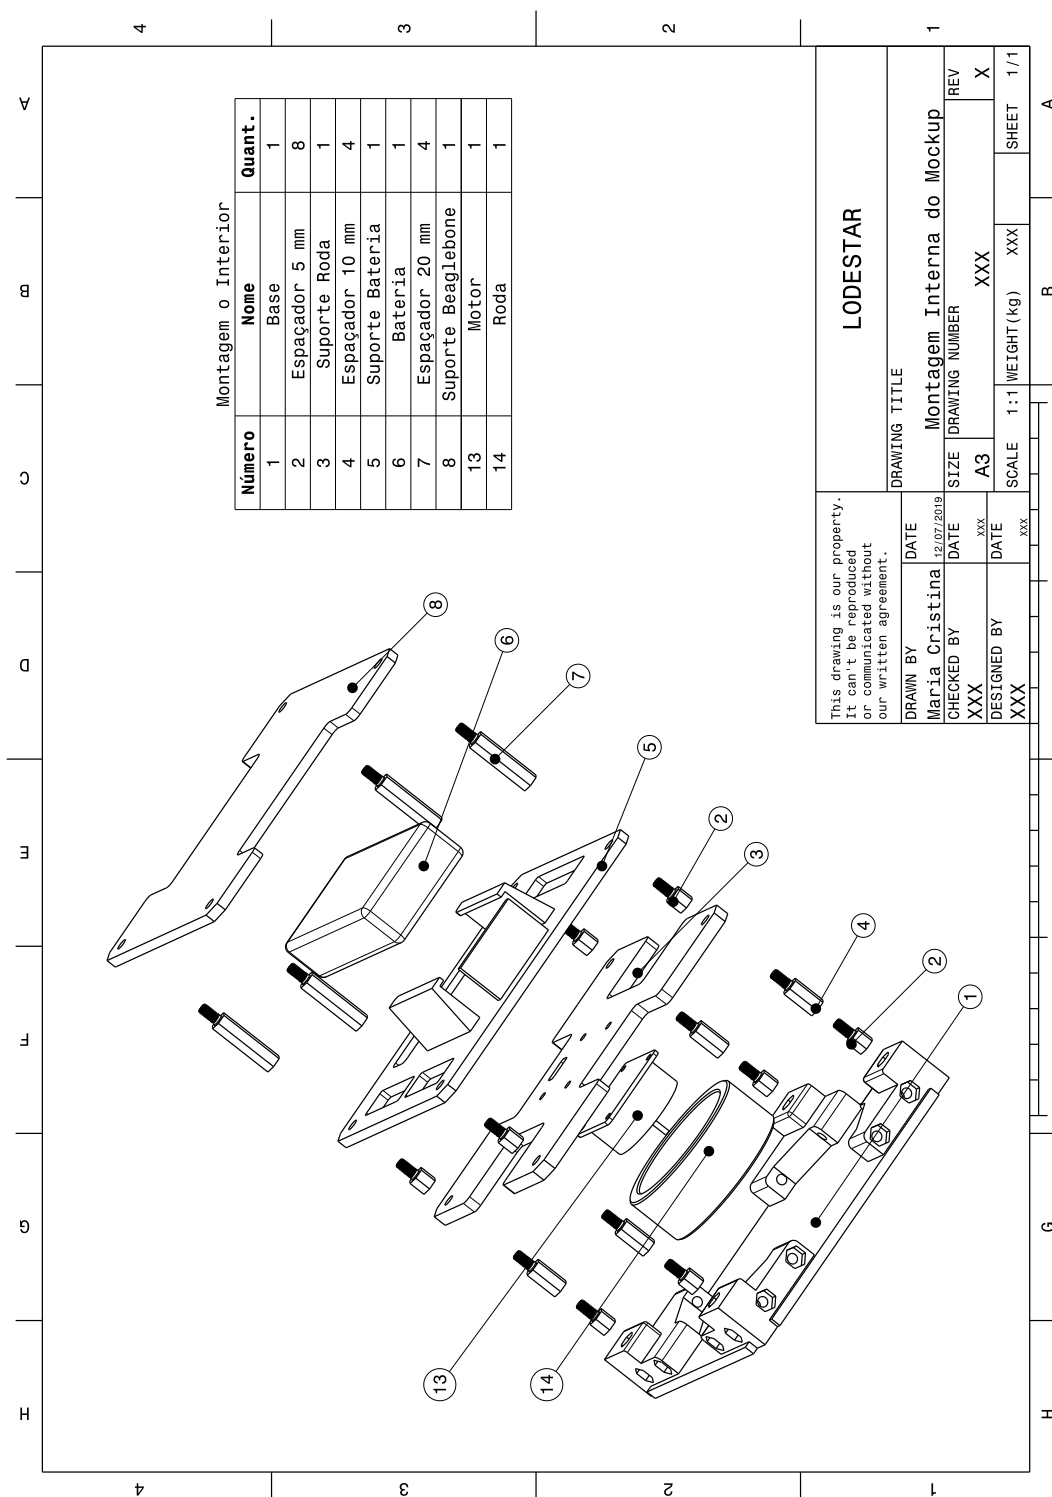 4 3 2 1
A
B
C
D
E
F
G
H
Montagem o Interior
Número Nome Quant.
1 Base 1
2 Espaçador 5 mm 8
3 Suporte Roda 1
4 Espaçador 10 mm 4
5 Suporte Bateria 1
6 Bateria 1
7 Espaçador 20 mm 4
8 Suporte Beaglebone 1
13 Motor 1
14 Roda 1
8
6
7
5
2
3
4
2
1
13
14
This drawing is our property.
It can't be reproduced
or communicated without
our written agreement.
LODESTAR
DRAWN BY DATE
Maria Cristina 12/07/2019
CHECKED BY DATE
XXX XXX
DESIGNED BY DATE
XXX XXX
DRAWING TITLE
Montagem Interna do Mockup
SIZE DRAWING NUMBER REV
A3 XXX X
SCALE 1:1 WEIGHT(kg) XXX SHEET 1/1
A
B
G
H
4 3 2 1